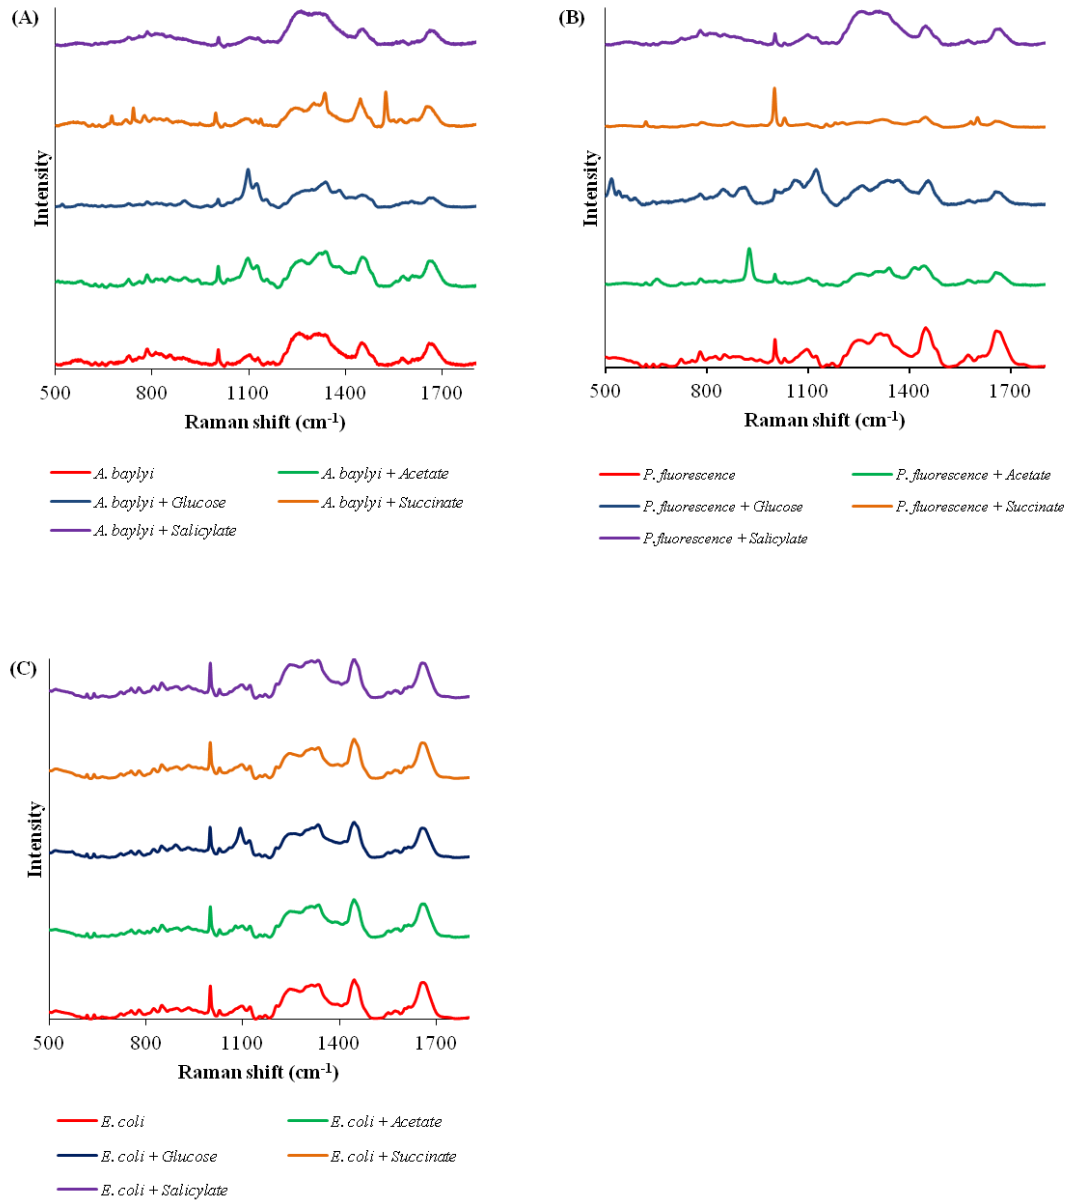 (A)
Intensity
500 800 1100 1400 1700
Raman shift (cm-1)
A. baylyi
A. baylyi + Acetate
A. baylyi + Glucose
A. baylyi + Succinate
A. baylyi + Salicylate
(B)
Intensity
500 800 1100 1400 1700
Raman shift (cm-1)
P. fluorescence
P. fluorescence + Acetate
P. fluorescence + Glucose
P. fluorescence + Succinate
P. fluorescence + Salicylate
(C)
Intensity
500 800 1100 1400 1700
Raman shift (cm-1)
E. coli
E. coli + Acetate
E. coli + Glucose
E. coli + Succinate
E. coli + Salicylate